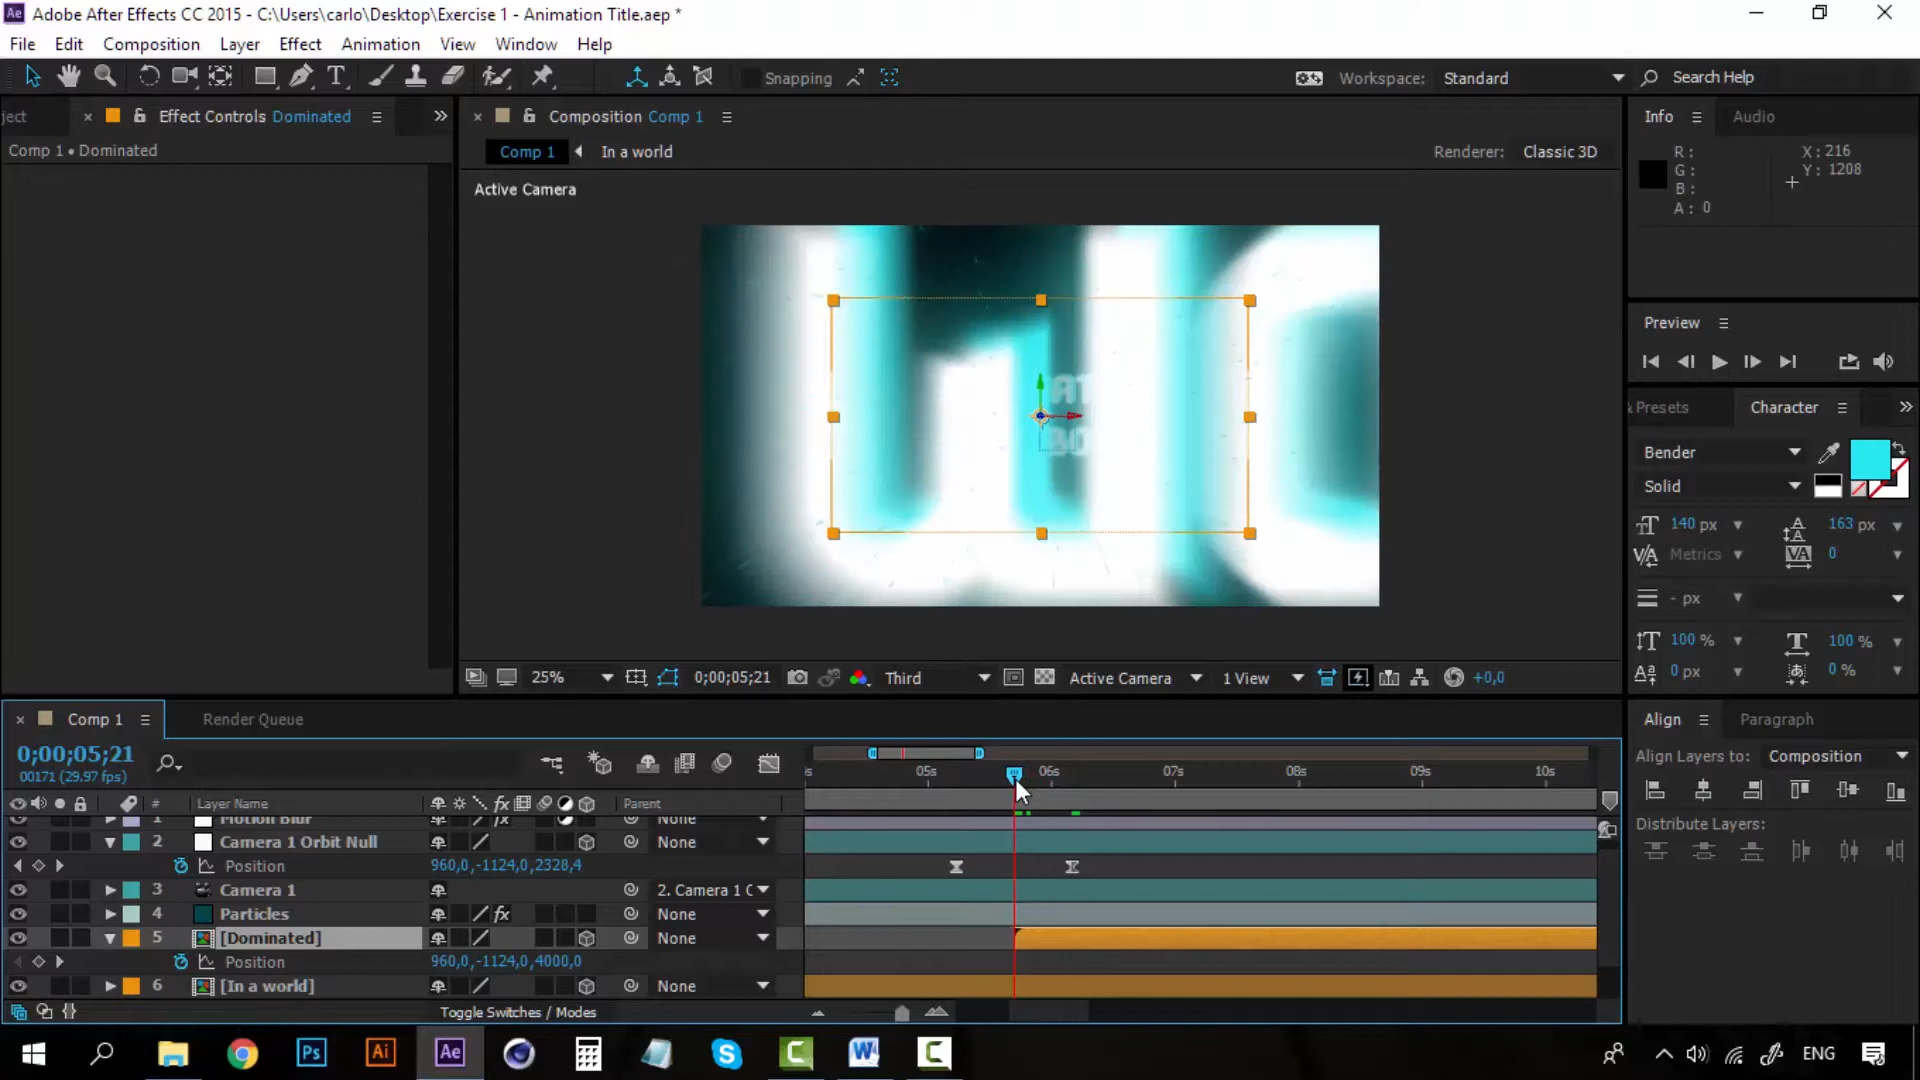 Adobe After Effects CC 2015 - C:\Users\carlo\Desktop\Exercise 1 - Animation Title.aep *
File Edit Composition Layer Effect Animation View Window Help
Snapping
Workspace: Standard
Search Help
ject
Effect Controls Dominated
Composition Comp 1
Info
Audio
Comp 1 • Dominated
Comp 1
In a world
Renderer: Classic 3D
R:
G:
B:
A: 0
X: 216
Y: 1208
Active Camera
Preview
& Presets
Character
Bender
Solid
140 px
163 px
Metrics
0
- px
100 %
100 %
0 px
0 %
25%
0;00;05;21
Third
Active Camera
1 View
+0,0
Comp 1
Render Queue
Align
Paragraph
Align Layers to: Composition
Distribute Layers:
0;00;05;21
00171 (29.97 fps)
05s 06s 07s 08s 09s 10s
# Layer Name
Parent
1 Motion Blur None
2 Camera 1 Orbit Null None
Position 960,0,-1124,0,2328,4
3 Camera 1 2. Camera 1 O
4 Particles None
5 [Dominated] None
Position 960,0,-1124,0,4000,0
6 [In a world] None
Toggle Switches / Modes
ENG